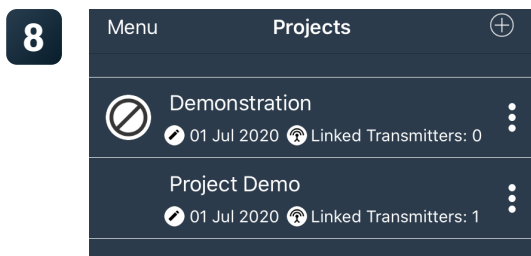 8
Menu Projects
Demonstration
01 Jul 2020 Linked Transmitters: 0
Project Demo
01 Jul 2020 Linked Transmitters: 1